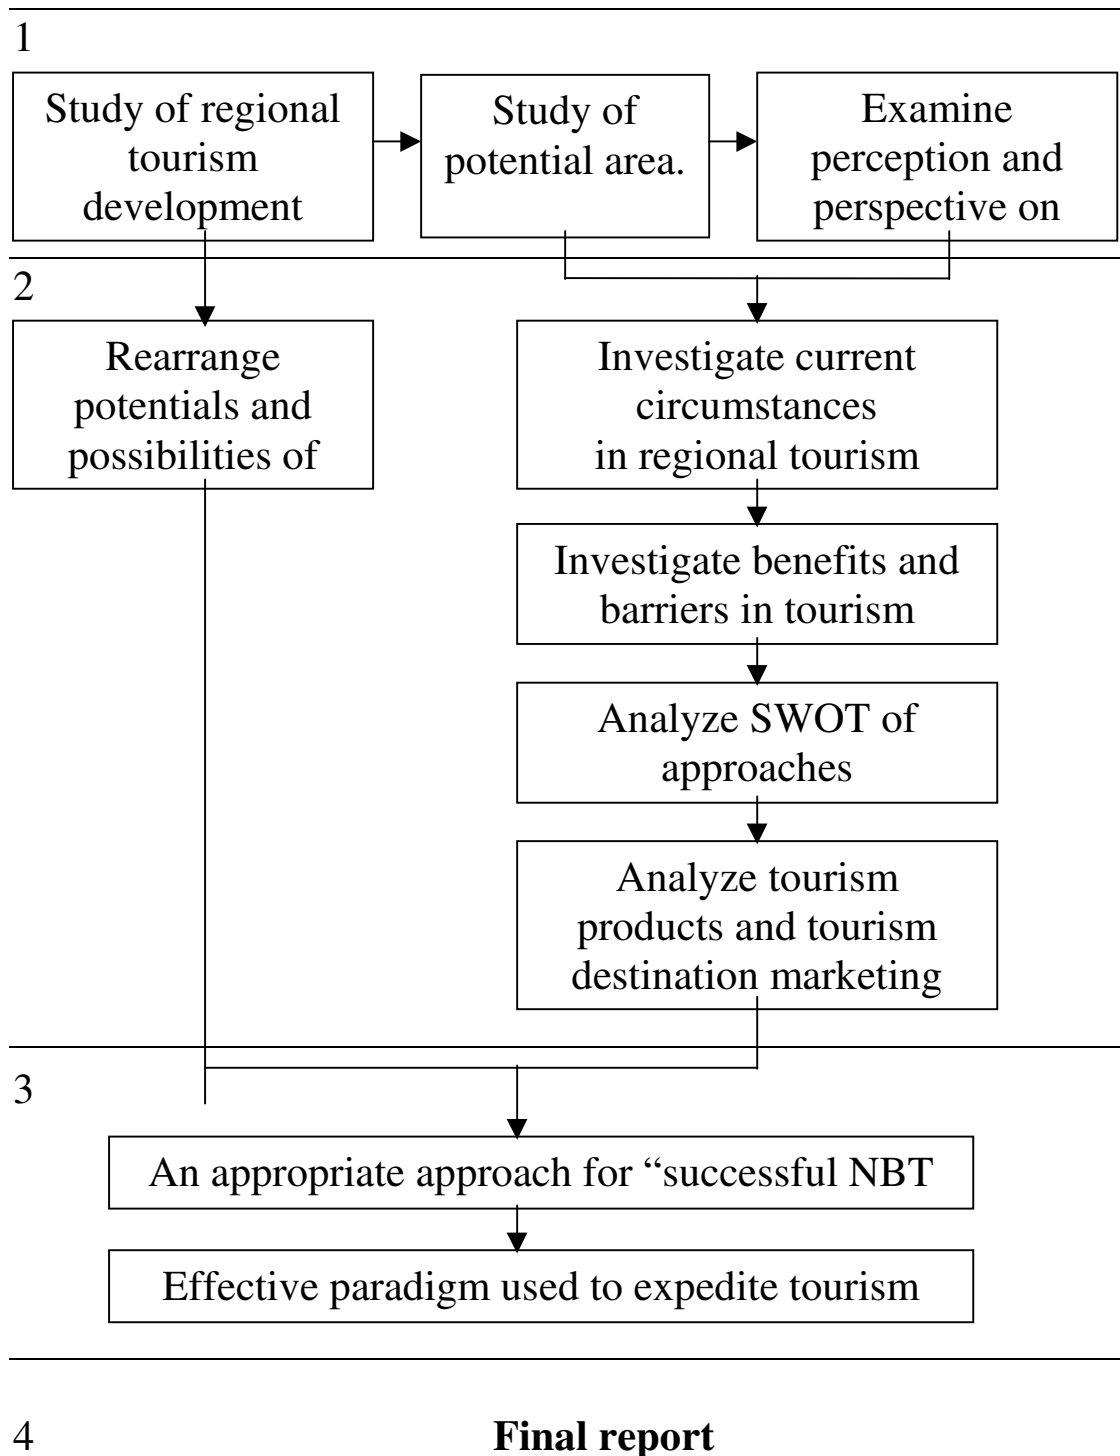 1
Study of regional
tourism
development
Study of
potential area.
Examine
perception and
perspective on
2
Rearrange
potentials and
possibilities of
Investigate current
circumstances
in regional tourism
Investigate benefits and
barriers in tourism
Analyze SWOT of
approaches
Analyze tourism
products and tourism
destination marketing
3
An appropriate approach for “successful NBT
Effective paradigm used to expedite tourism
4
Final report